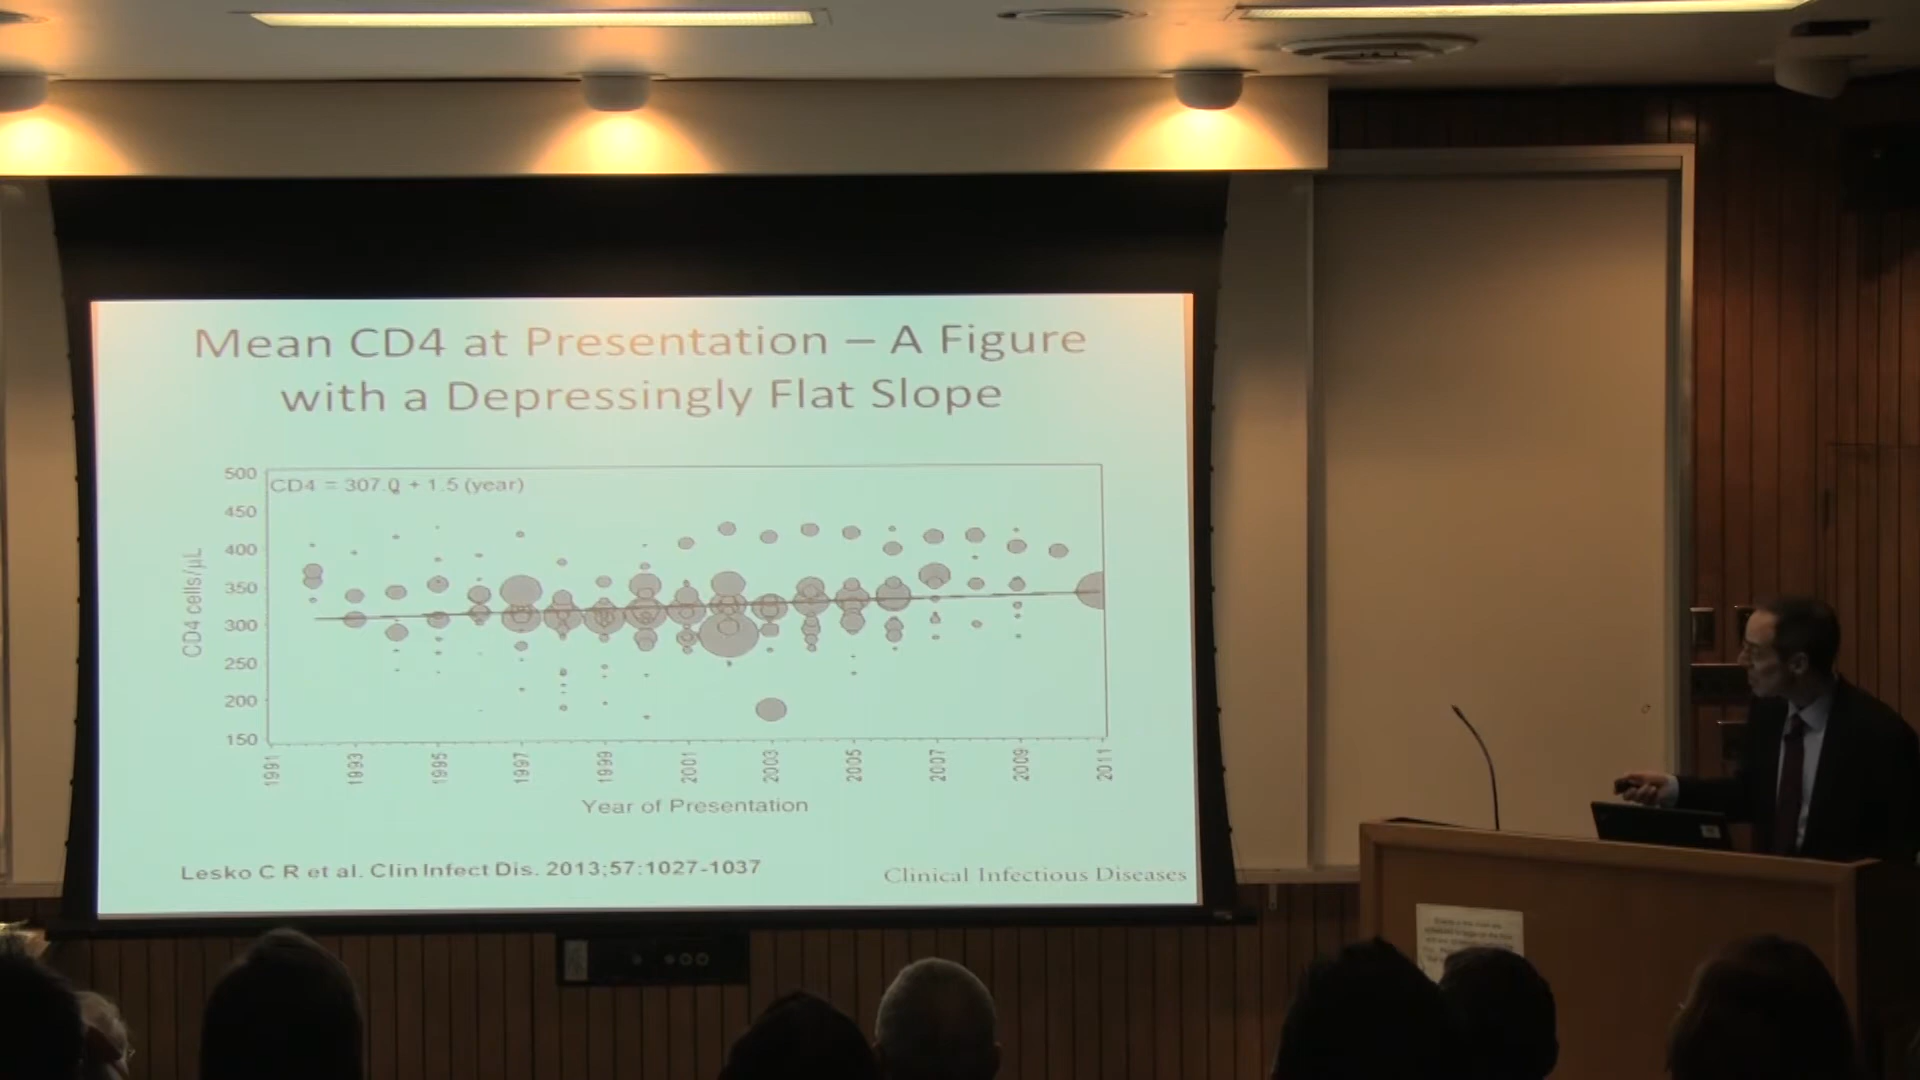 Mean CD4 at Presentation – A Figure
with a Depressingly Flat Slope
CD4 = 307.0 + 1.5 (year)
500
450
400
350
300
250
200
150
CD4 cells/µL
1991
1993
1995
1997
1999
2001
2003
2005
2007
2009
2011
Year of Presentation
Lesko C R et al. Clin Infect Dis. 2013;57:1027-1037
Clinical Infectious Diseases